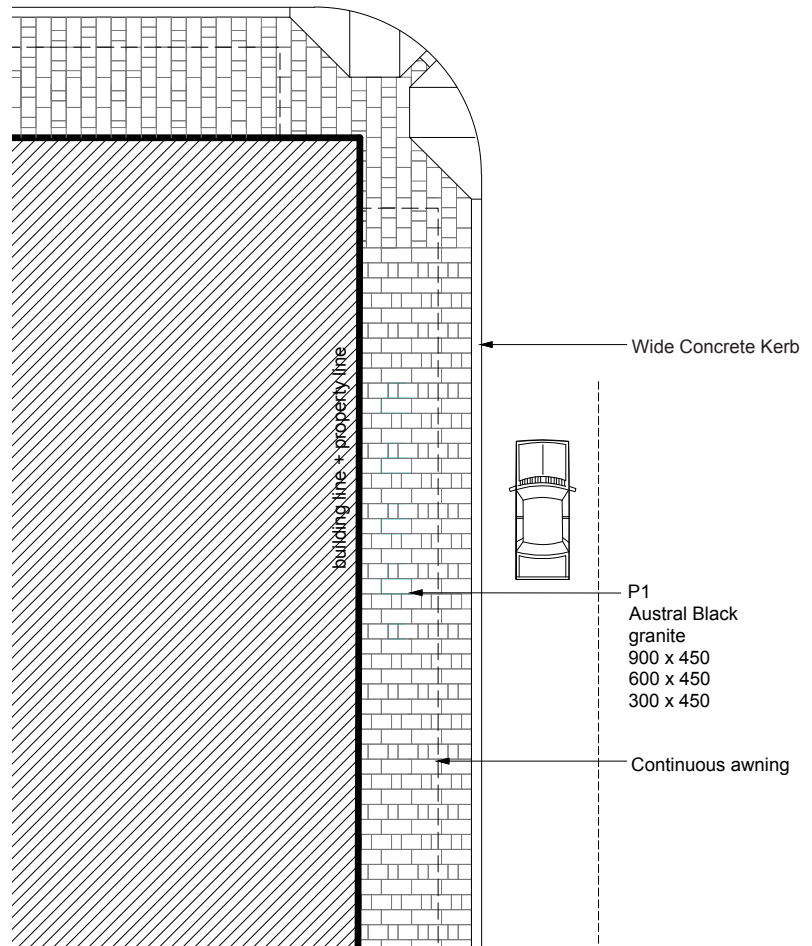 Wide Concrete Kerb
building line + property line
P1
Austral Black
granite
900 x 450
600 x 450
300 x 450
Continuous awning